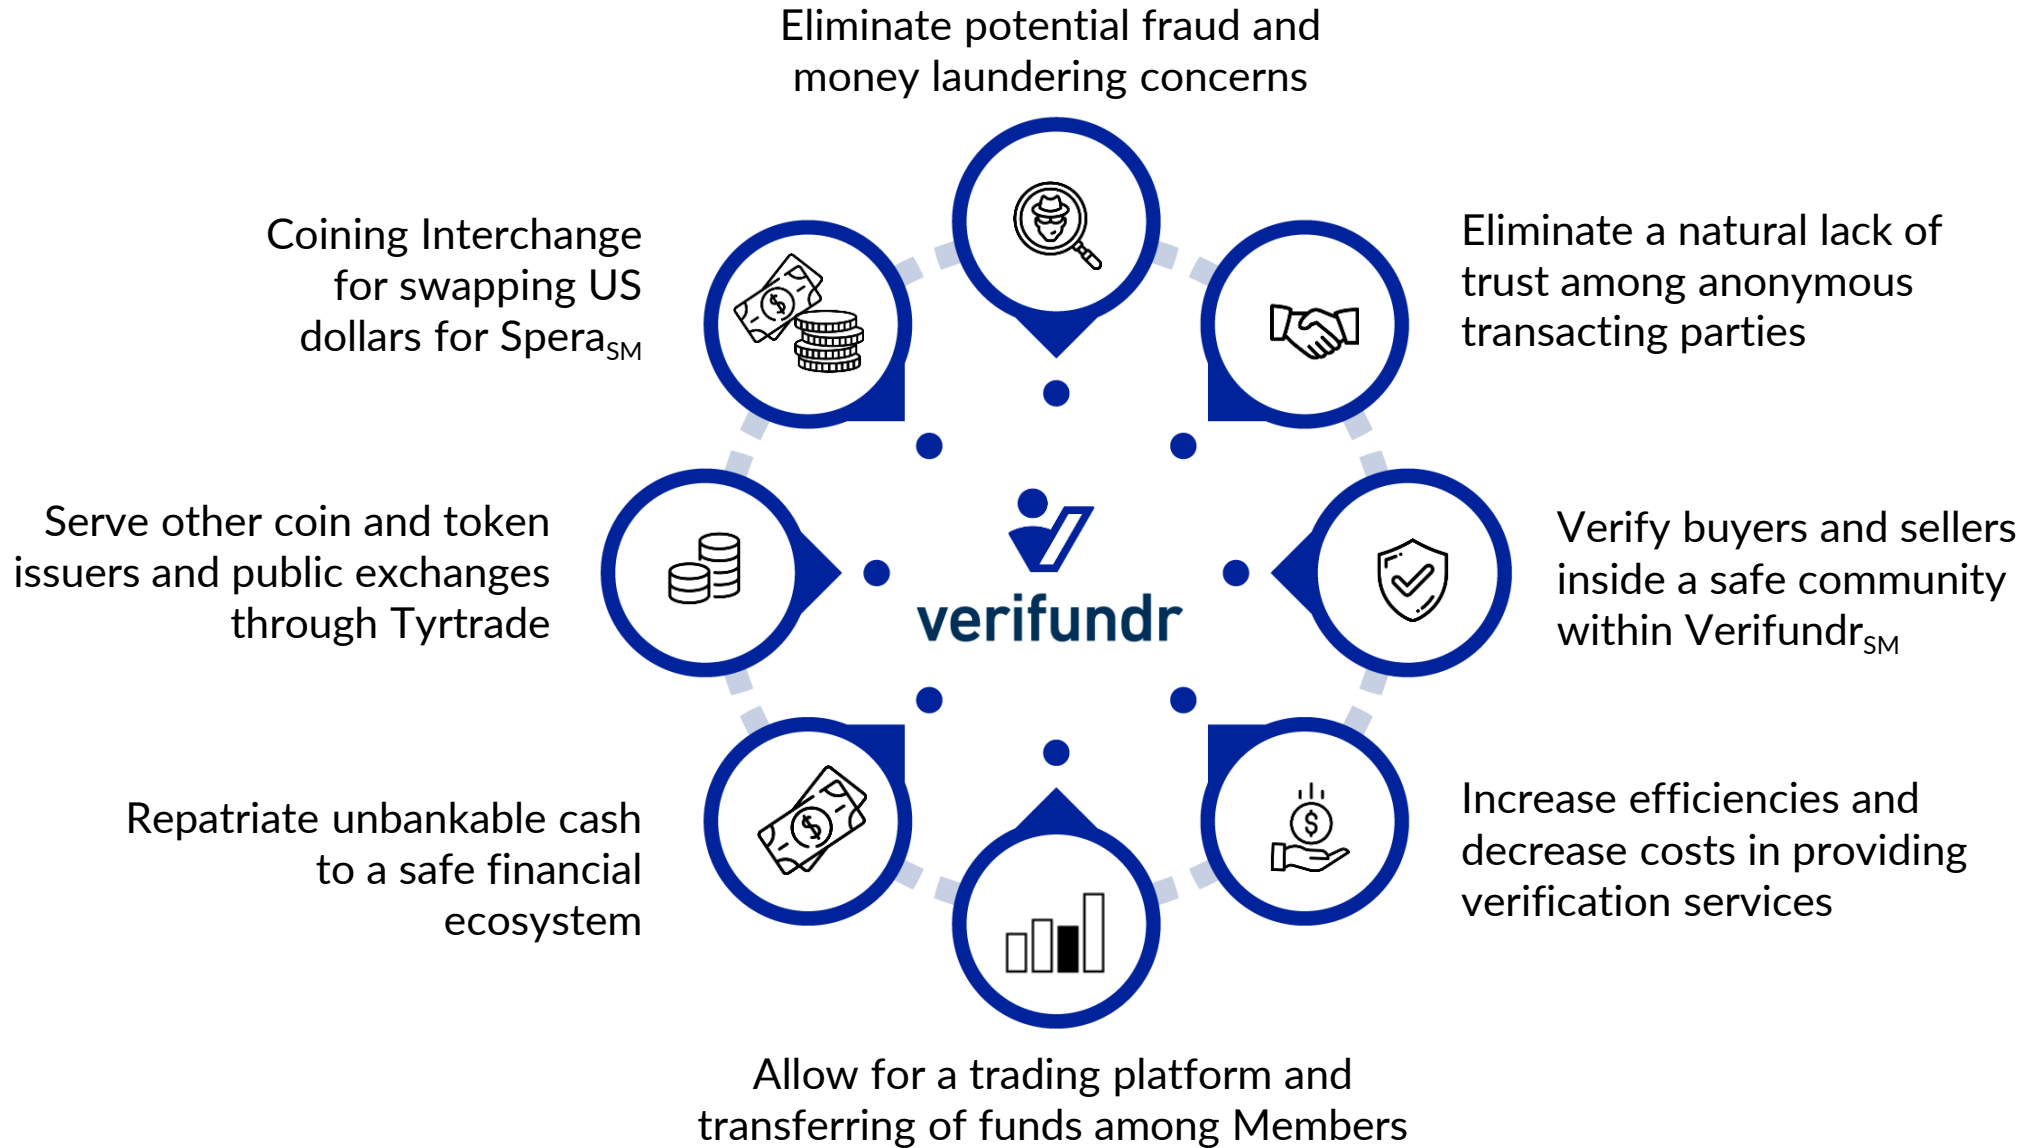 Eliminate potential fraud and
money laundering concerns
Eliminate a natural lack of
trust among anonymous
transacting parties
Verify buyers and sellers
inside a safe community
within VerifundrSM
Increase efficiencies and
decrease costs in providing
verification services
Allow for a trading platform and
transferring of funds among Members
Repatriate unbankable cash
to a safe financial
ecosystem
Serve other coin and token
issuers and public exchanges
through Tyrtrade
Coining Interchange
for swapping US
dollars for SperaSM
verifundr